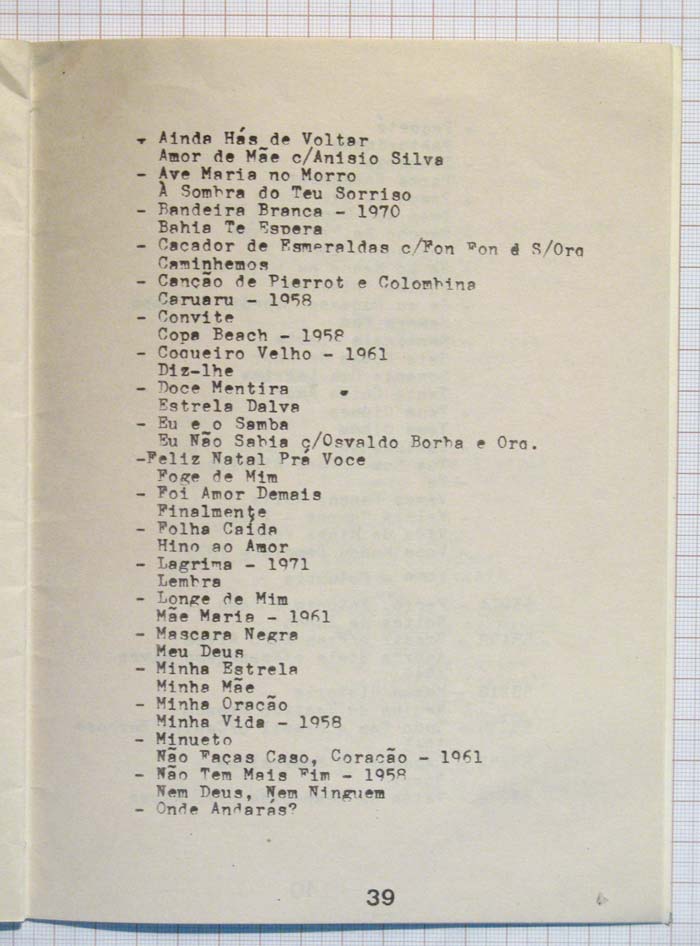 - Ainda Hás de Voltar
Amor de Mãe c/Anisio Silva
- Ave Maria no Morro
À Sombra do Teu Sorriso
- Bandeira Branca - 1970
Bahia Te Espera
- Caçador de Esmeraldas c/Fon Fon e S/Orq
Caminhemos
- Canção de Pierrot e Colombina
Caruaru - 1958
- Convite
Copa Beach - 1958
- Coqueiro Velho - 1961
Diz-lhe
- Doce Mentira
Estrela Dalva
- Eu e o Samba
Eu Não Sabia c/Osvaldo Borba e Orq.
-Feliz Natal Prá Voce
Foge de Mim
- Foi Amor Demais
Finalmente
- Folha Caída
Hino ao Amor
- Lagrima - 1971
Lembra
- Longe de Mim
Mãe Maria - 1961
- Mascara Negra
Meu Deus
- Minha Estrela
Minha Mãe
- Minha Oração
Minha Vida - 1958
- Minueto
Não Faças Caso, Coração - 1961
- Não Tem Mais Fim - 1958
Nem Deus, Nem Ninguem
- Onde Andarás?
39